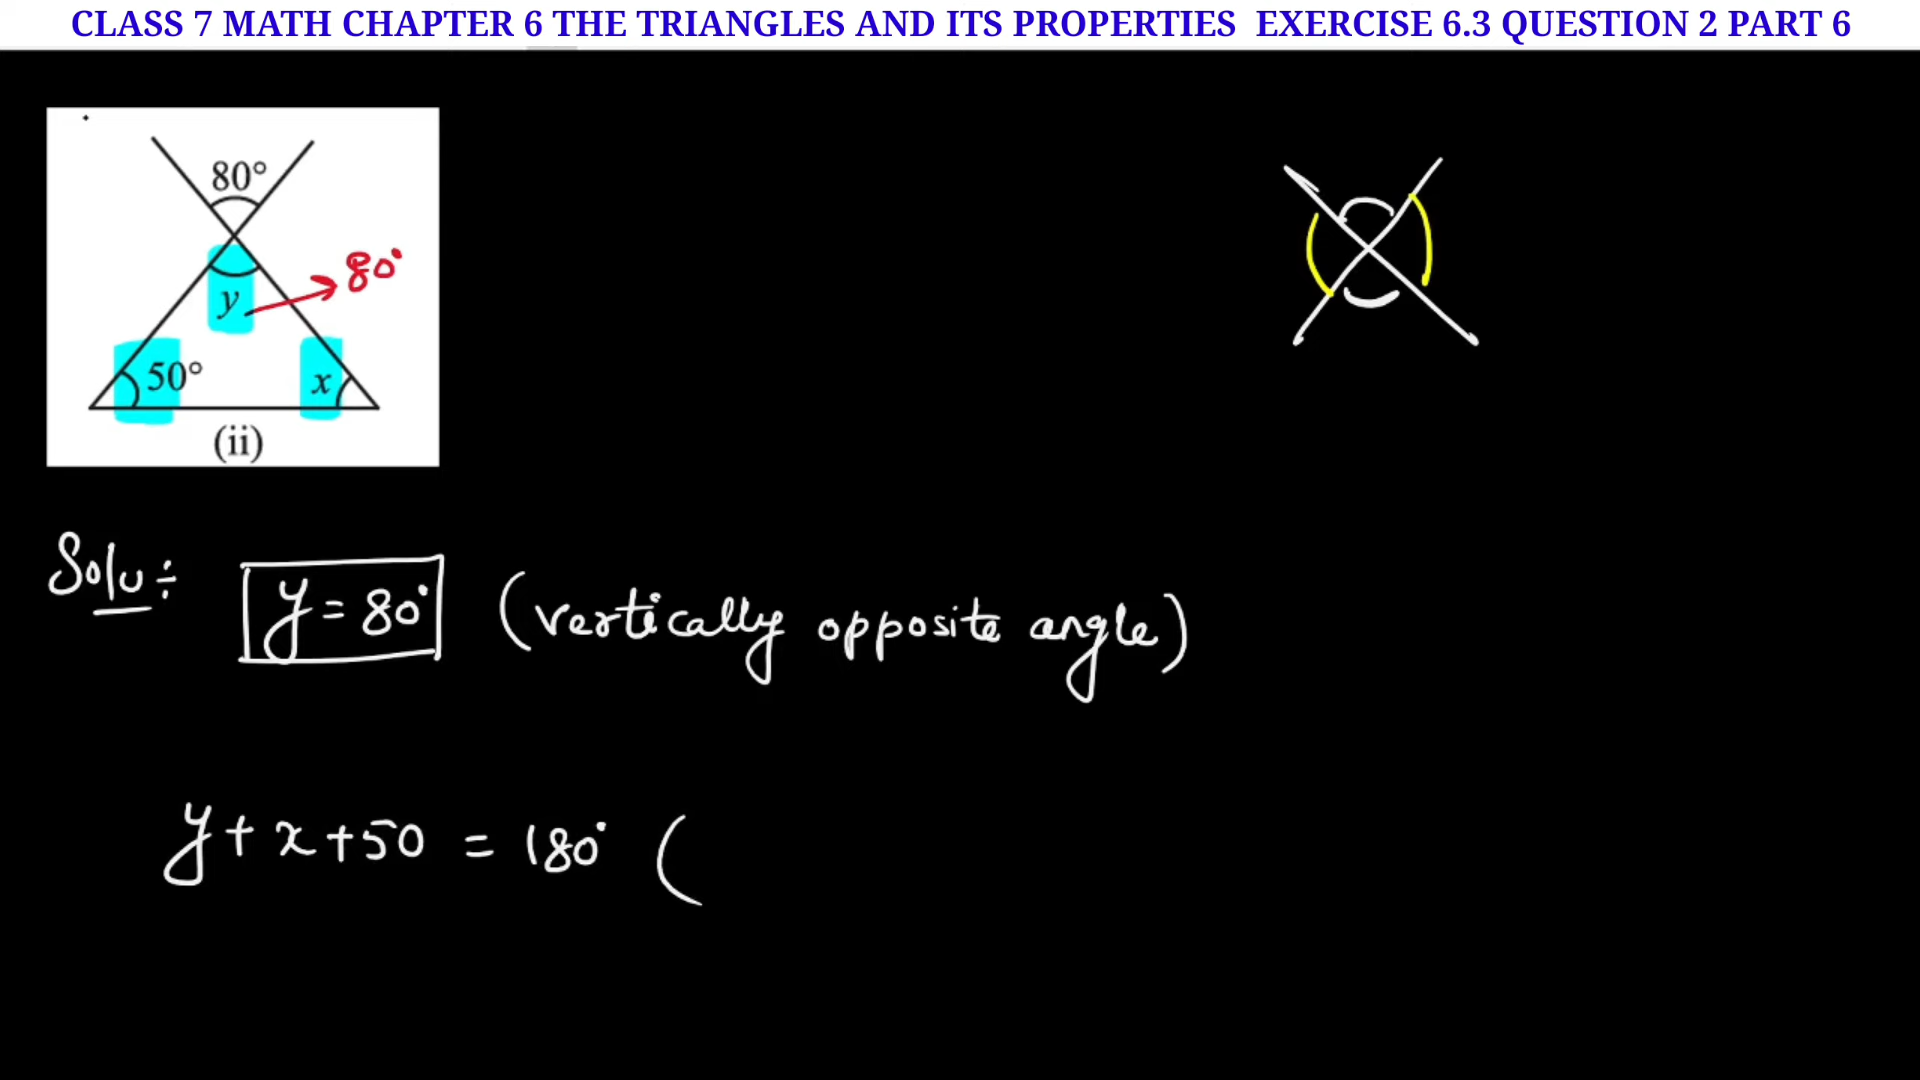 CLASS 7 MATH CHAPTER 6 THE TRIANGLES AND ITS PROPERTIES EXERCISE 6.3 QUESTION 2 PART 6
80°
80°
y
50°
x
(ii)
Solu÷
y = 80° (vertically opposite angle)
y + x + 50 = 180° (